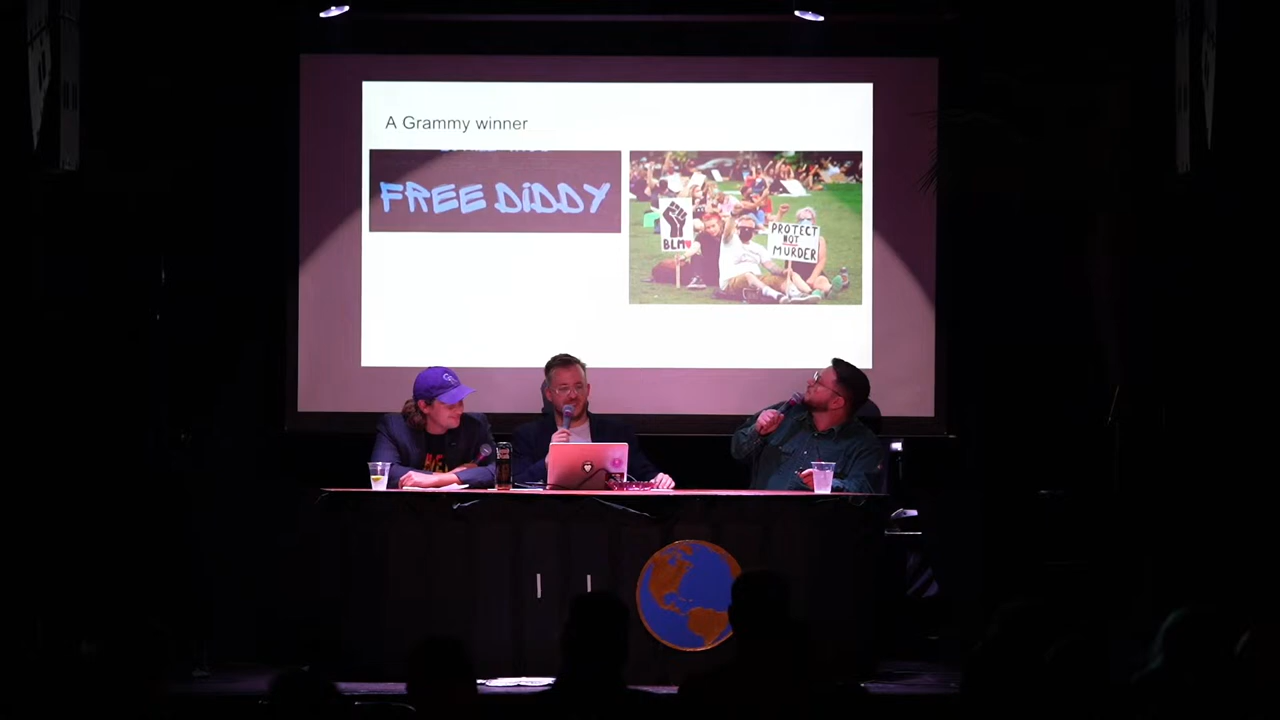 A Grammy winner
FREE DiDDY
BLM
PROTECT
NOT
MURDER